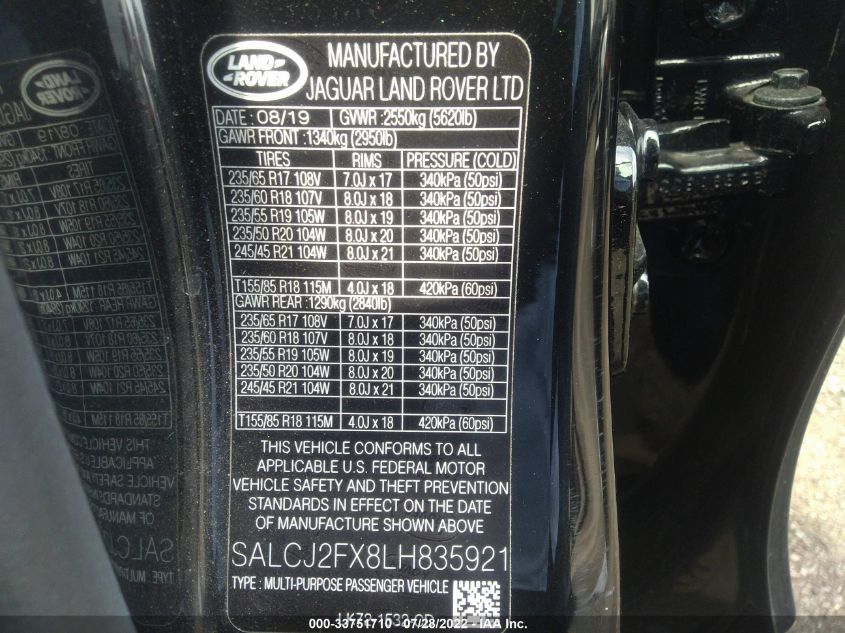 LAND ROVER
MANUFACTURED BY
JAGUAR LAND ROVER LTD
DATE : 08/19 GVWR :2550kg (5620lb)
GAWR FRONT : 1340kg (2950lb)
TIRES RIMS PRESSURE (COLD)
235/65 R17 108V 7.0J x 17 340kPa (50psi)
235/60 R18 107V 8.0J x 18 340kPa (50psi)
235/55 R19 105W 8.0J x 19 340kPa (50psi)
235/50 R20 104W 8.0J x 20 340kPa (50psi)
245/45 R21 104W 8.0J x 21 340kPa (50psi)
T155/85 R18 115M 4.0J x 18 420kPa (60psi)
GAWR REAR :1290kg (2840lb)
235/65 R17 108V 7.0J x 17 340kPa (50psi)
235/60 R18 107V 8.0J x 18 340kPa (50psi)
235/55 R19 105W 8.0J x 19 340kPa (50psi)
235/50 R20 104W 8.0J x 20 340kPa (50psi)
245/45 R21 104W 8.0J x 21 340kPa (50psi)
T155/85 R18 115M 4.0J x 18 420kPa (60psi)
THIS VEHICLE CONFORMS TO ALL
APPLICABLE U.S. FEDERAL MOTOR
VEHICLE SAFETY AND THEFT PREVENTION
STANDARDS IN EFFECT ON THE DATE
OF MANUFACTURE SHOWN ABOVE
SALCJ2FX8LH835921
TYPE : MULTI-PURPOSE PASSENGER VEHICLE
000-33751710 - 07/28/2022 - © IAA, Inc.